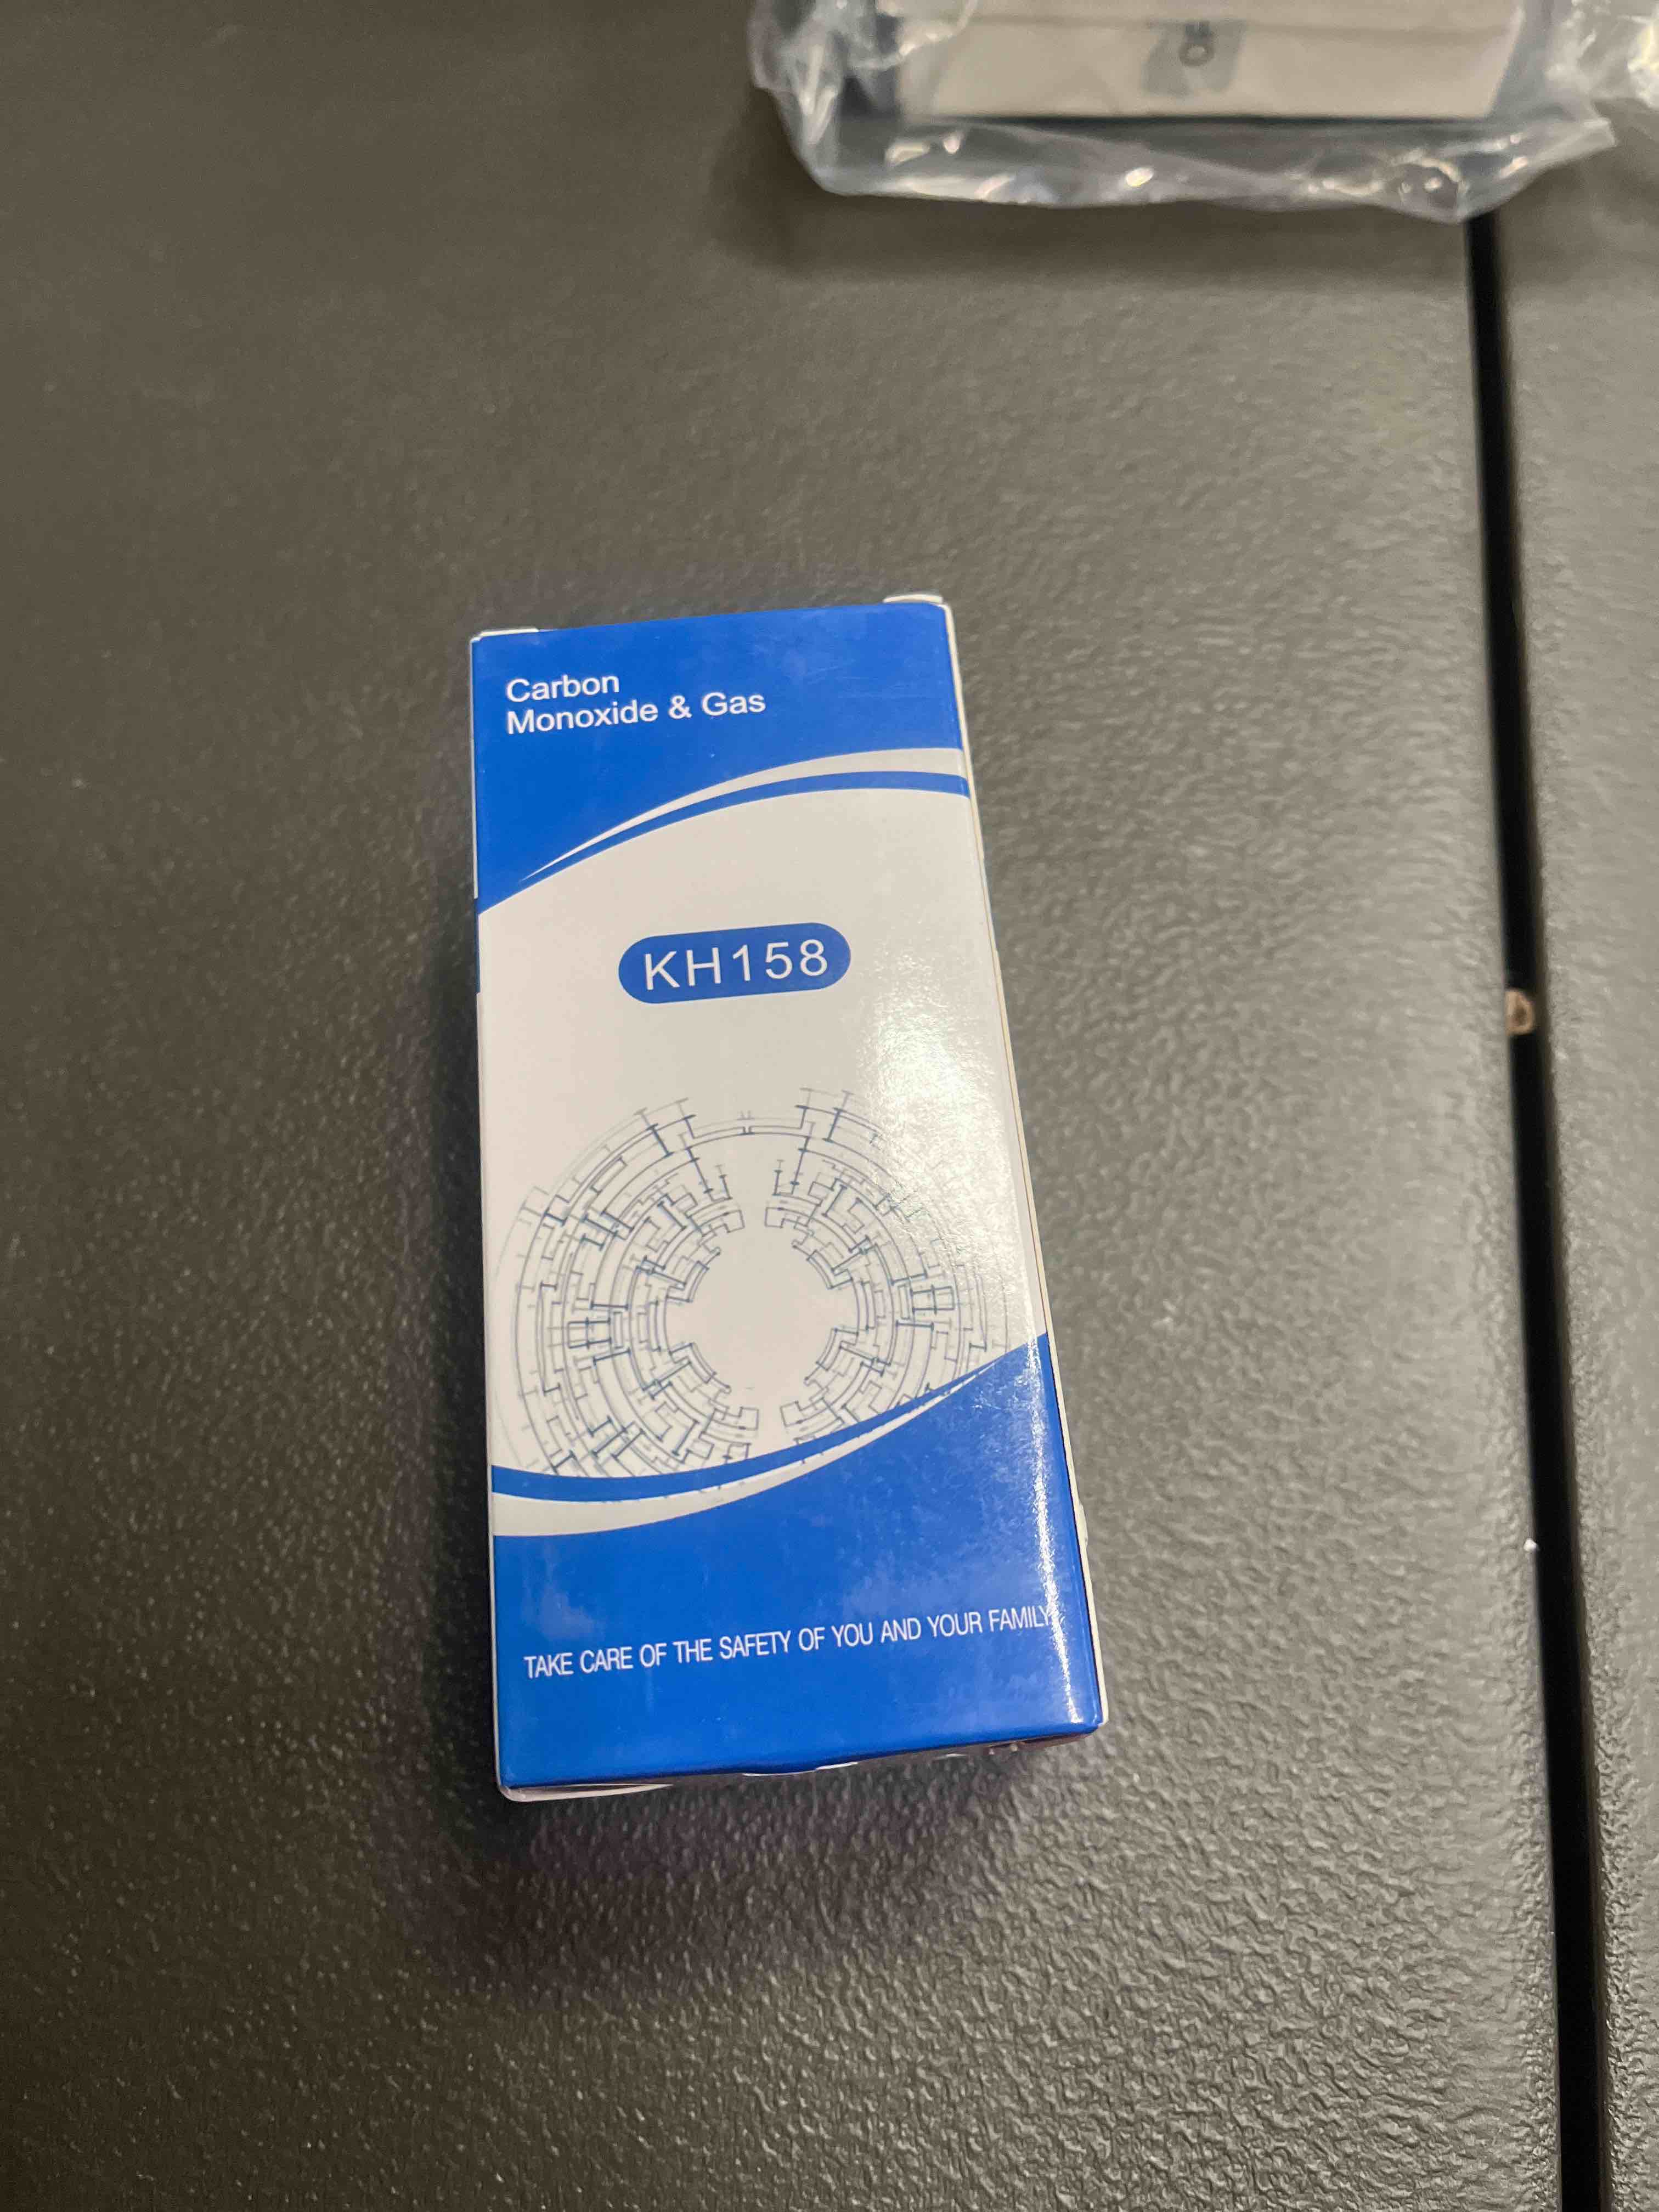 Carbon
Monoxide & Gas
KH158
TAKE CARE OF THE SAFETY OF YOU AND YOUR FAMILY